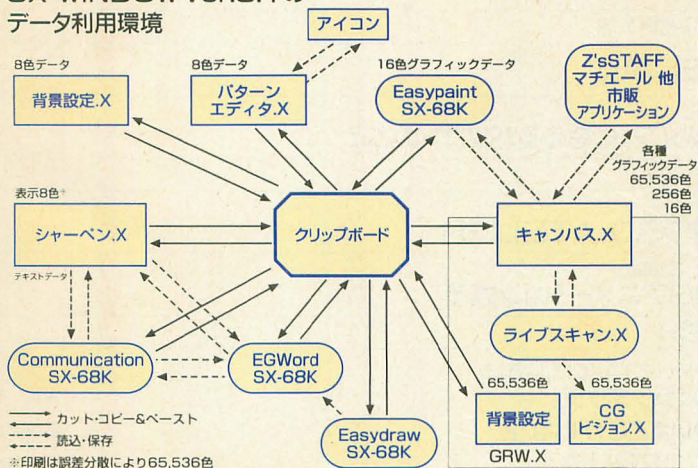 データ利用環境
アイコン
8色データ
背景設定.X
8色データ
パターン
エディタ.X
16色グラフィックデータ
Easypaint
SX-68K
Z'sSTAFF
マチエール 他
市販
アプリケーション
各種
グラフィックデータ
65,536色
256色
16色
表示8色※
シャーペン.X
テキストデータ
クリップボード
キャンバス.X
ライブスキャン.X
Communication
SX-68K
EGWord
SX-68K
Easydraw
SX-68K
65,536色
背景設定
GRW.X
65,536色
CG
ビジョン.X
カット・コピー&ペースト
読込・保存
※印刷は誤差分散により65,536色